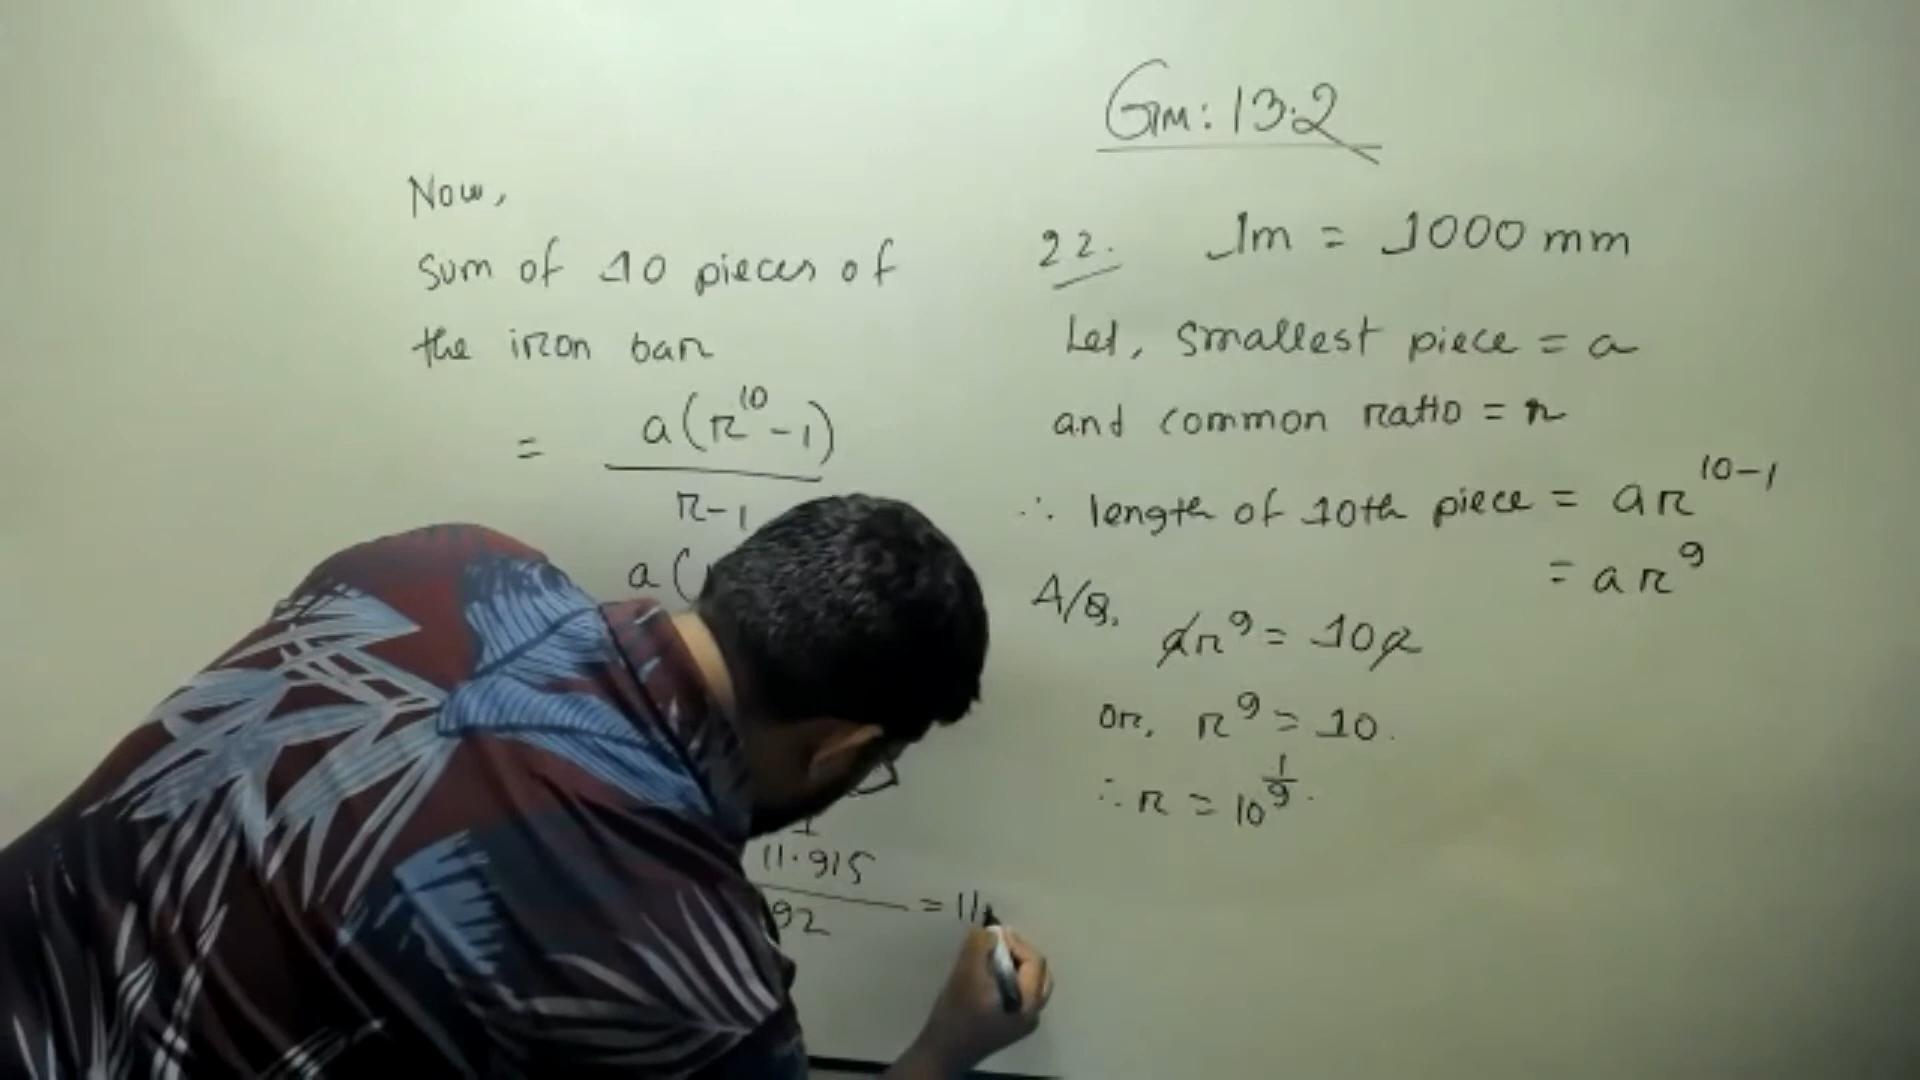 Gm: 13.2
22. 1m = 1000 mm
Let, smallest piece = a
and common ratio = r
∴ length of 10th piece = ar^{10-1}
= ar^9
A/Q, ar^9 = 10a
or, r^9 = 10.
∴ r = 10^{1/9}.
Now,
sum of 10 pieces of
the iron bar
= a(r^{10}-1)
r-1
a(
11.915
92
= 11